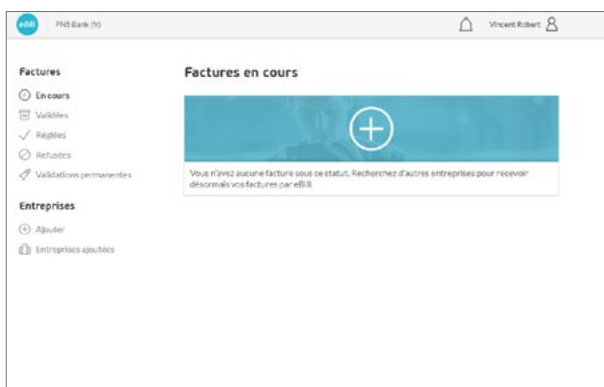 eBill PNS Bank (fr) Vincent Robert
Factures
En cours
Validées
Réglées
Refusées
Validations permanentes
Entreprises
Ajouter
Entreprises ajoutées
Factures en cours
Vous n'avez aucune facture sous ce statut. Recherchez d'autres entreprises pour recevoir
désormais vos factures par eBill.